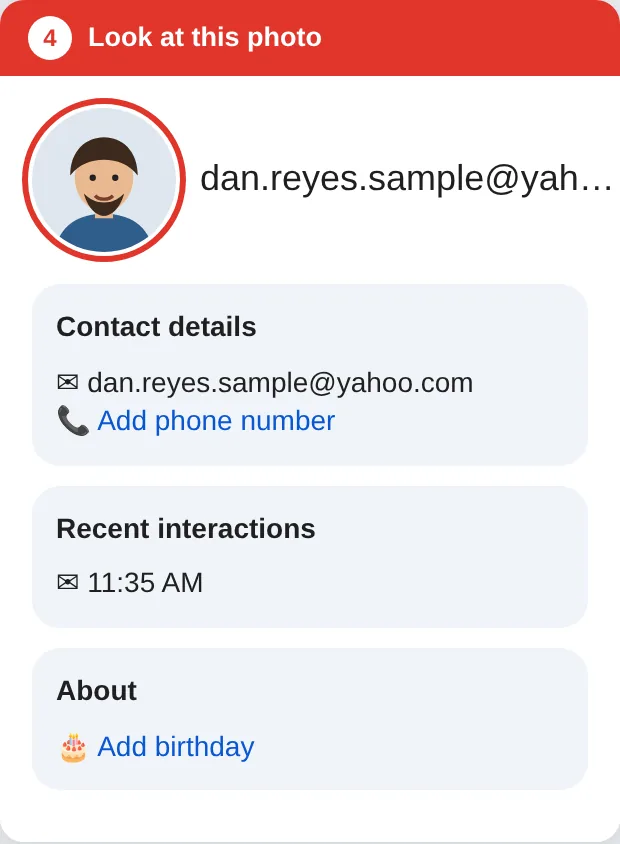 4 Look at this photo
dan.reyes.sample@yah…
Contact details
✉ dan.reyes.sample@yahoo.com
📞 Add phone number
Recent interactions
✉ 11:35 AM
About
🎂 Add birthday